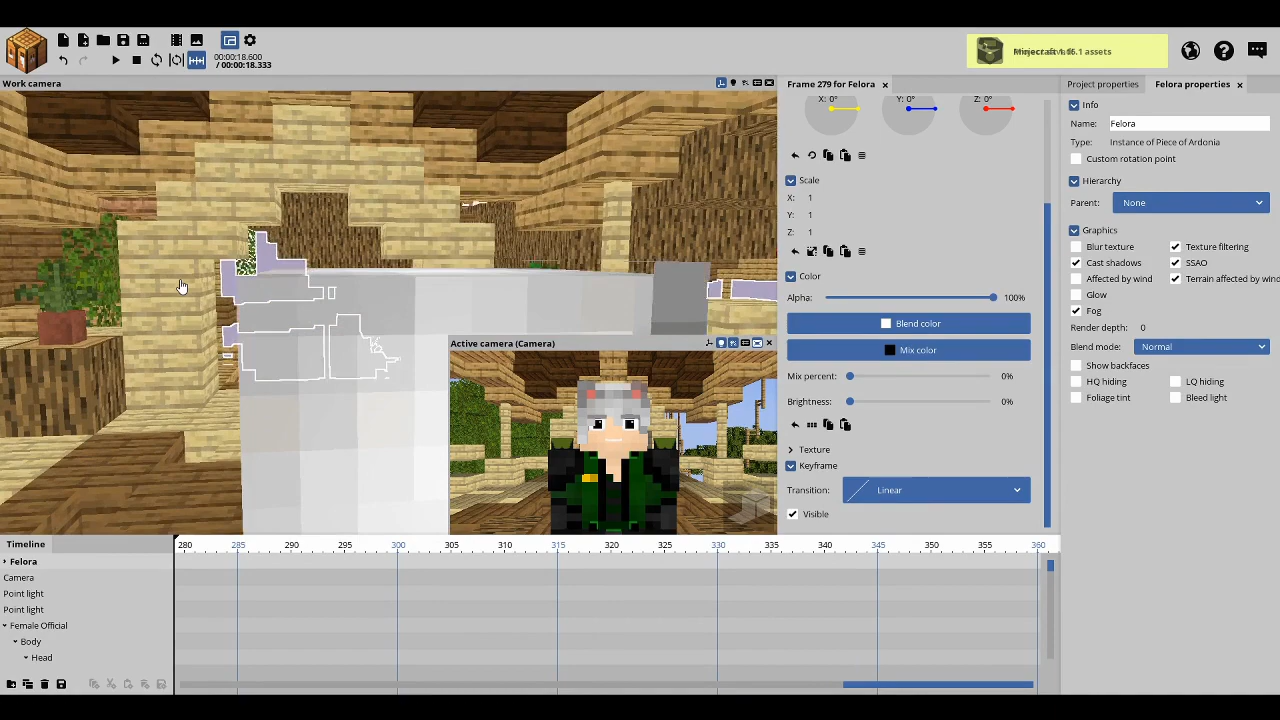 00:00:18.600
/ 00:00:18.333
Work camera
Active camera (Camera)
Frame 279 for Felora
X: 0° Y: 0° Z: 0°
Scale
X: 1
Y: 1
Z: 1
Color
Alpha: 100%
Blend color
Mix color
Mix percent: 0%
Brightness: 0%
Texture
Keyframe
Transition: Linear
Visible
Project properties Felora properties
Info
Name: Felora
Type: Instance of Piece of Ardonia
Custom rotation point
Hierarchy
Parent: None
Graphics
Blur texture Texture filtering
Cast shadows SSAO
Affected by wind Terrain affected by wind
Glow
Fog
Render depth: 0
Blend mode: Normal
Show backfaces
HQ hiding LQ hiding
Foliage tint Bleed light
Timeline
280 285 290 295 300 305 310 315 320 325 330 335 340 345 350 355 360
Felora
Camera
Point light
Point light
Female Official
Body
Head